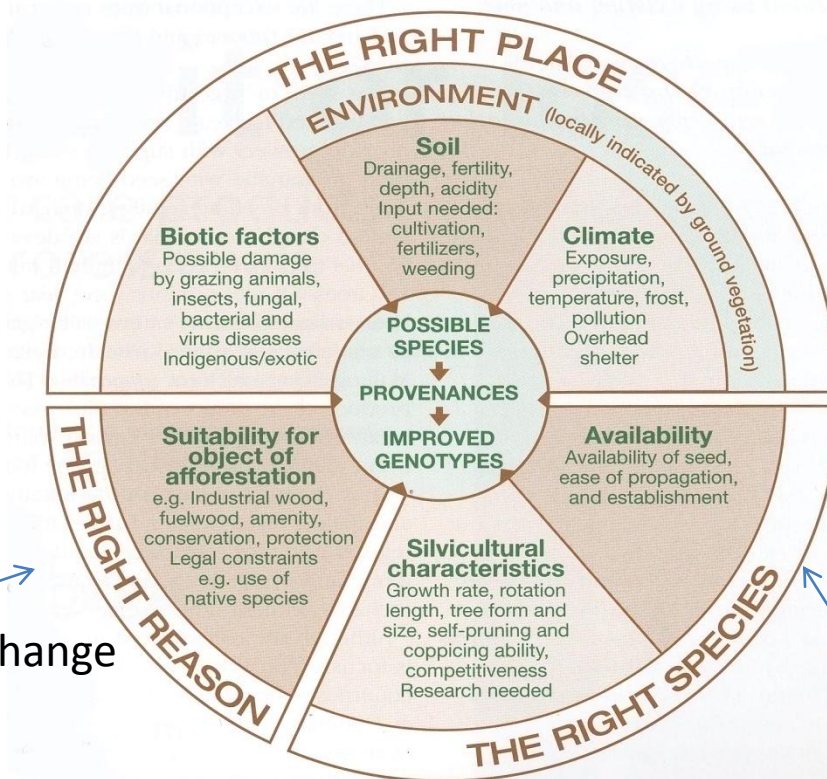 THE RIGHT PLACE
ENVIRONMENT (locally indicated by ground vegetation)
Soil
Drainage, fertility,
depth, acidity
Input needed:
cultivation,
fertilizers,
weeding
Biotic factors
Possible damage
by grazing animals,
insects, fungal,
bacterial and
virus diseases
Indigenous/exotic
Climate
Exposure,
precipitation,
temperature, frost,
pollution
Overhead
shelter
POSSIBLE
SPECIES
PROVENANCES
IMPROVED
GENOTYPES
Suitability for
object of
afforestation
e.g. Industrial wood,
fuelwood, amenity,
conservation, protection
Legal constraints
e.g. use of
native species
Availability
Availability of seed,
ease of propagation,
and establishment
Silvicultural
characteristics
Growth rate, rotation
length, tree form and
size, self-pruning and
coppicing ability,
competitiveness
Research needed
THE RIGHT REASON
THE RIGHT SPECIES